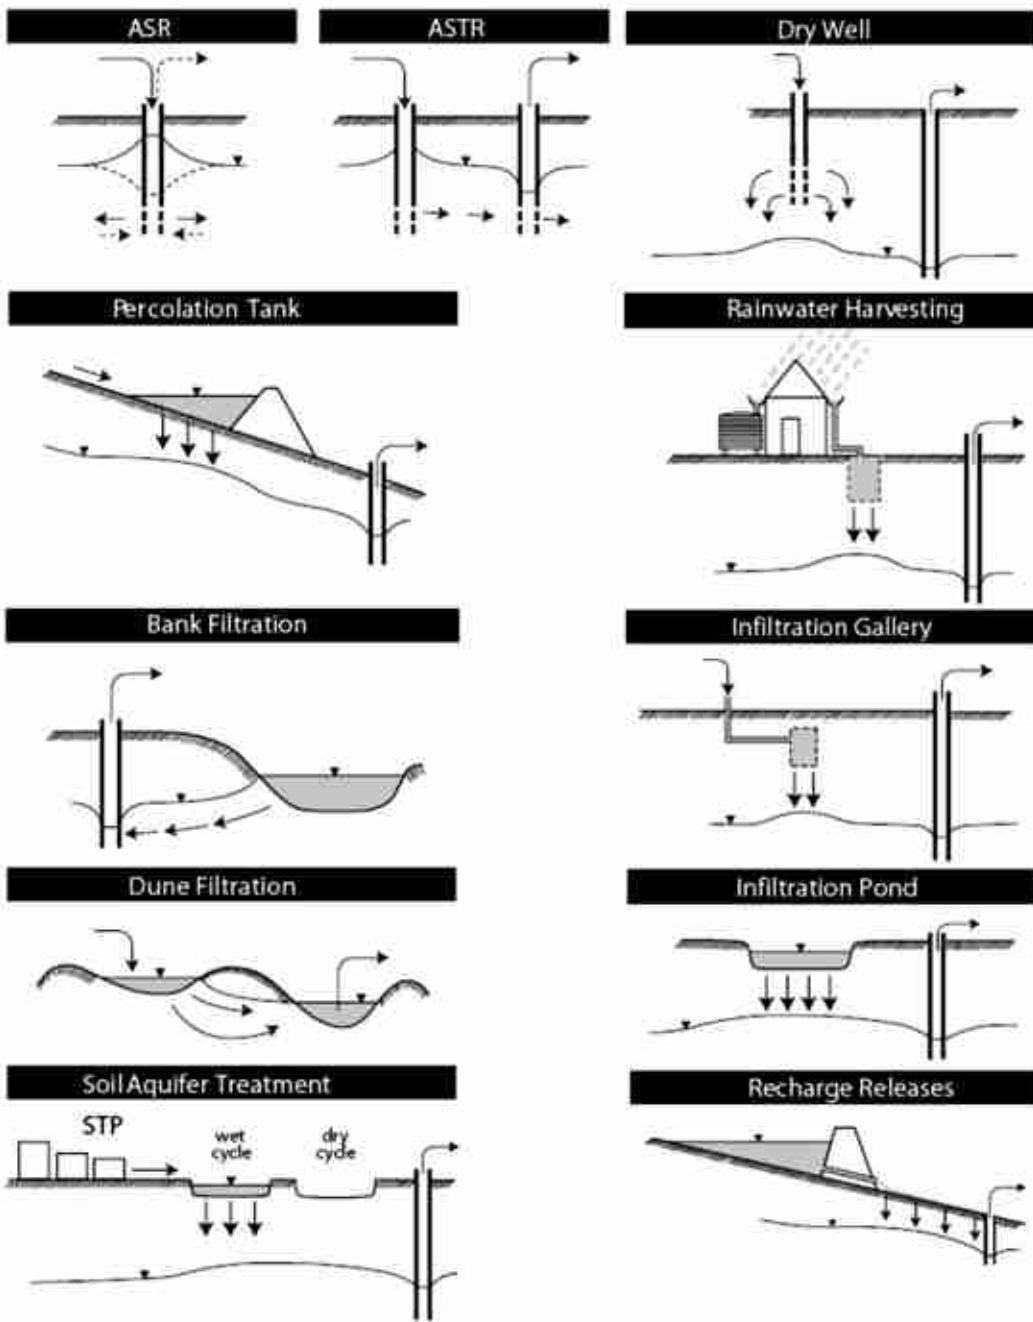 ASR
ASTR
Dry Well
Percolation Tank
Rainwater Harvesting
Bank Filtration
Infiltration Gallery
Dune Filtration
Infiltration Pond
Soil Aquifer Treatment
Recharge Releases
STP
wet
cycle
dry
cycle